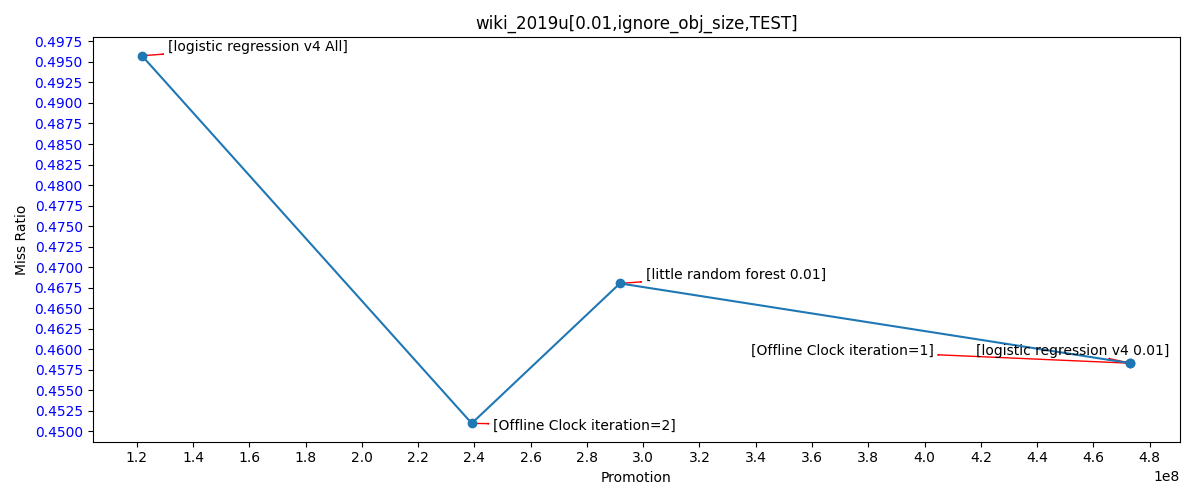 wiki_2019u[0.01,ignore_obj_size,TEST]
Miss Ratio
0.4975
0.4950
0.4925
0.4900
0.4875
0.4850
0.4825
0.4800
0.4775
0.4750
0.4725
0.4700
0.4675
0.4650
0.4625
0.4600
0.4575
0.4550
0.4525
0.4500
[logistic regression v4 All]
[little random forest 0.01]
[Offline Clock iteration=1]
[logistic regression v4 0.01]
[Offline Clock iteration=2]
1.2 1.4 1.6 1.8 2.0 2.2 2.4 2.6 2.8 3.0 3.2 3.4 3.6 3.8 4.0 4.2 4.4 4.6 4.8
1e8
Promotion